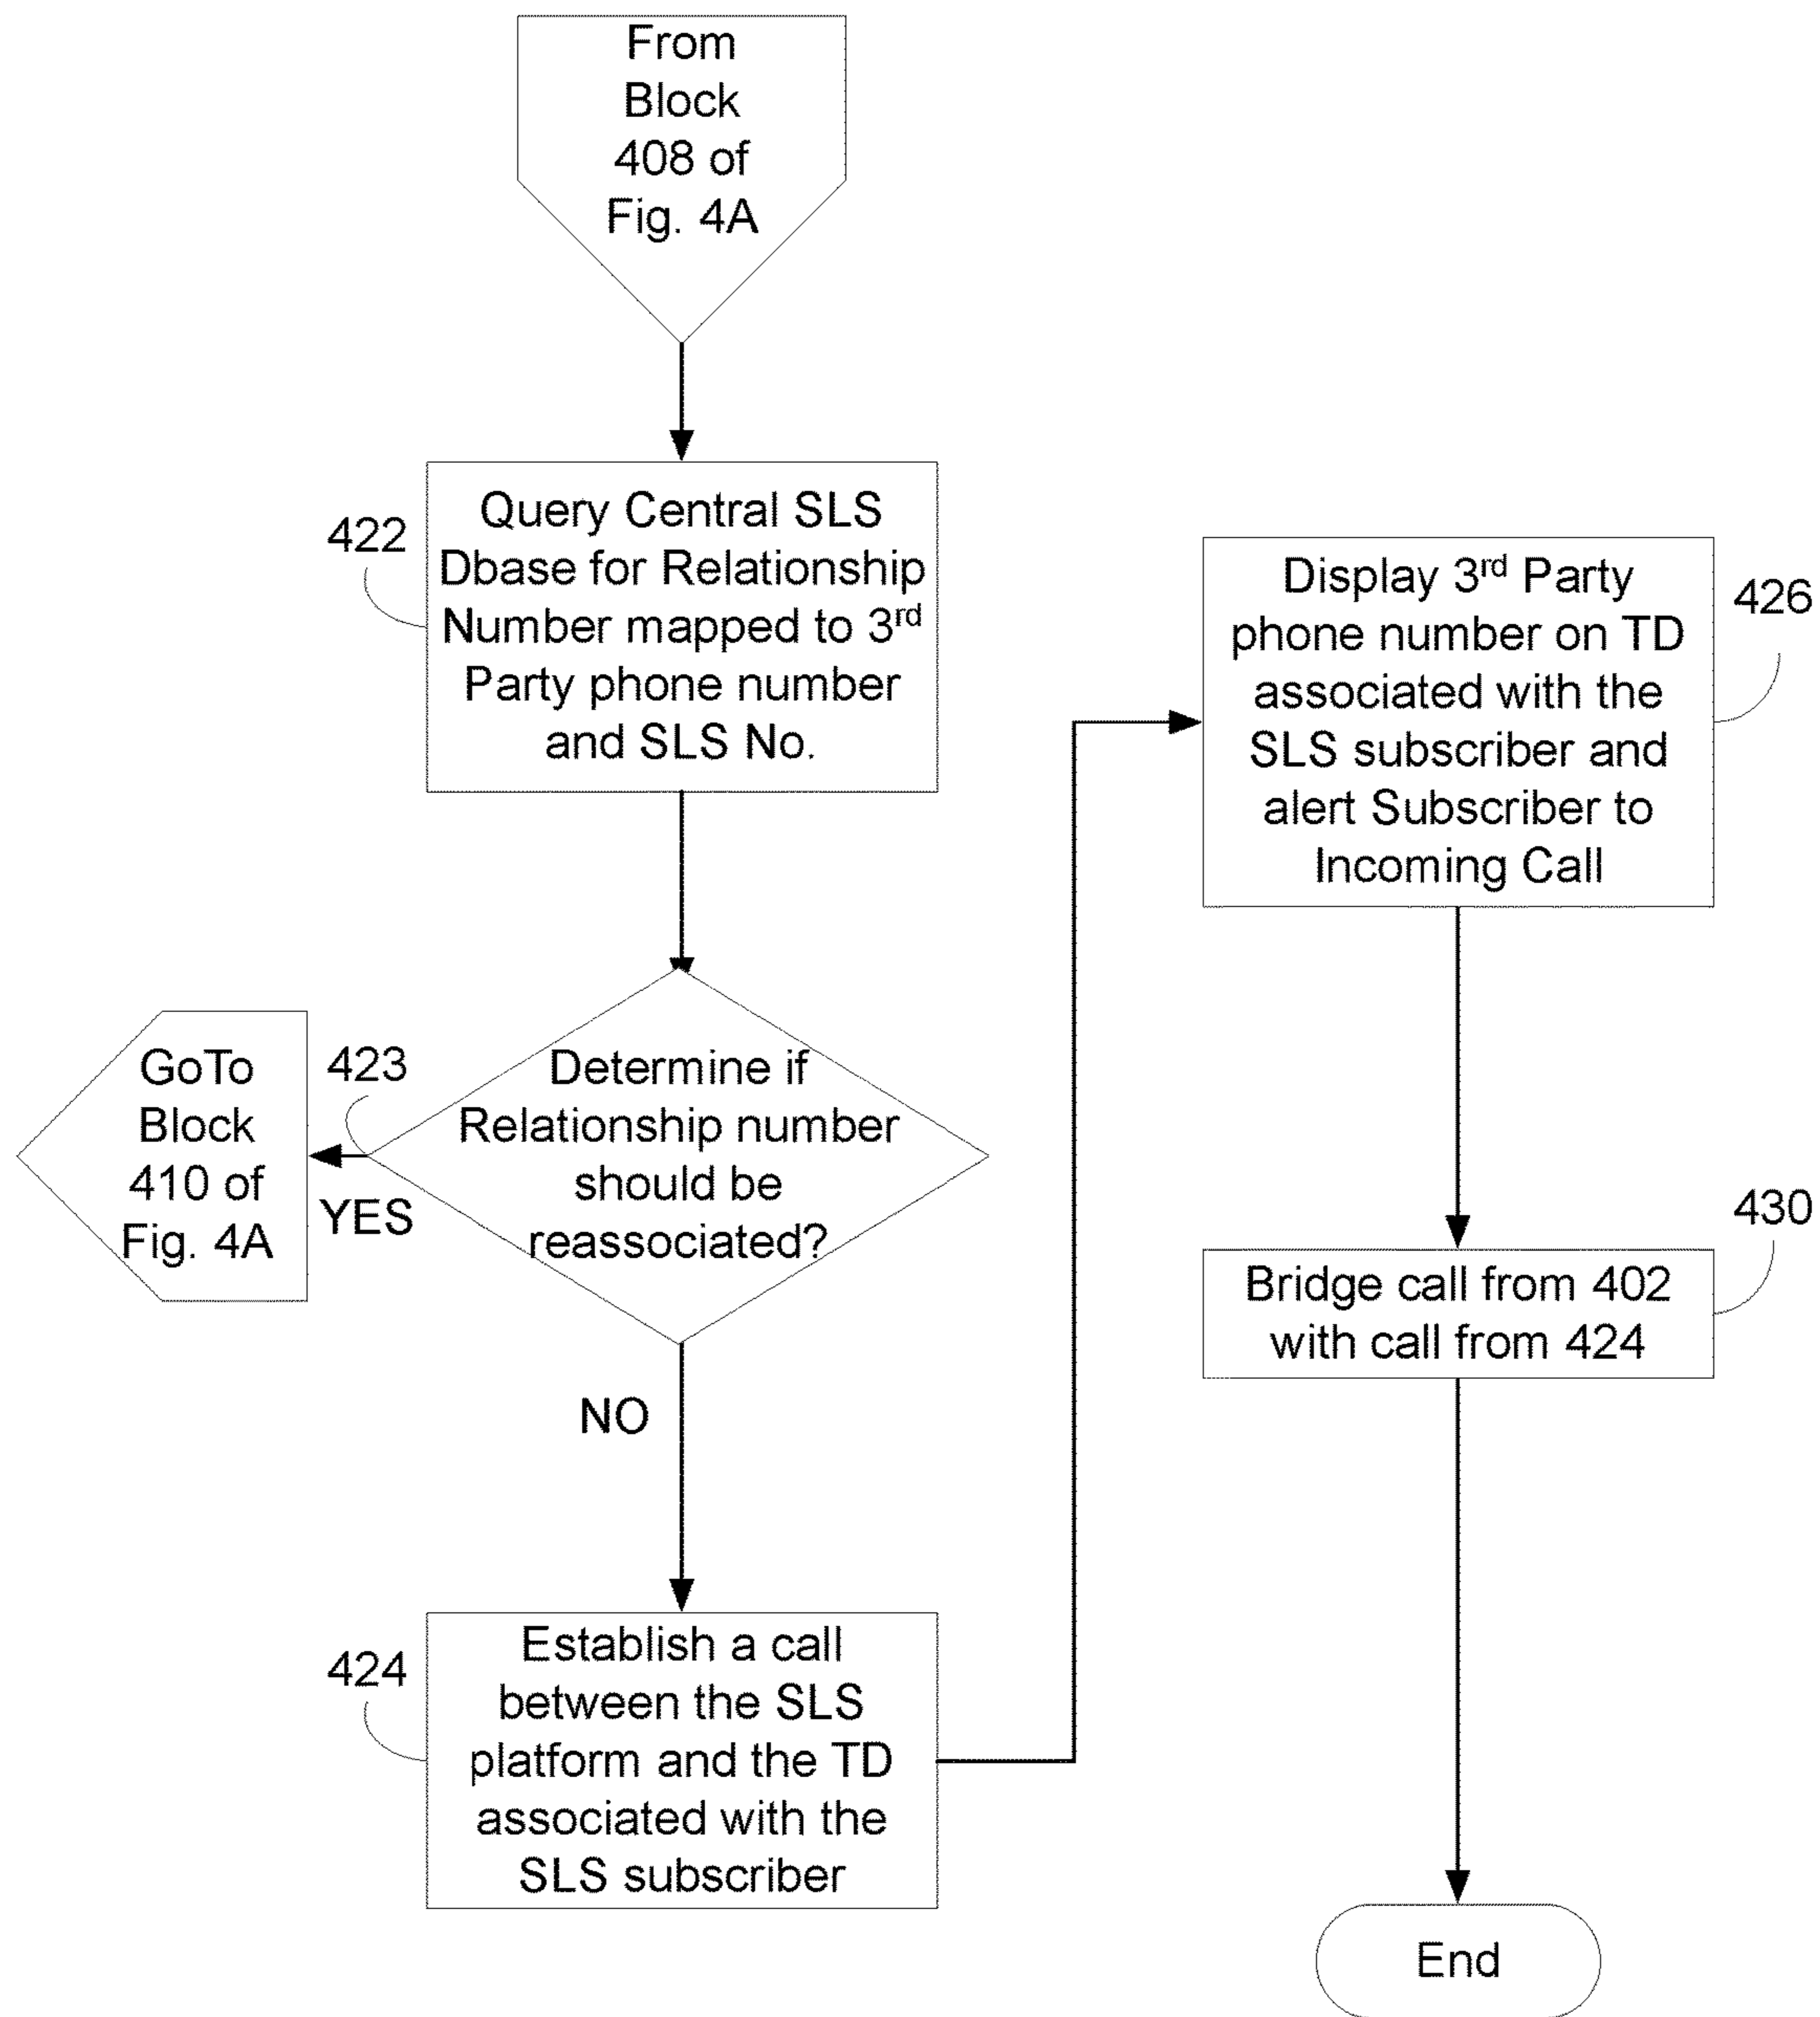 From
Block
408 of
Fig. 4A
422
Query Central SLS
Dbase for Relationship
Number mapped to 3rd
Party phone number
and SLS No.
423
Determine if
Relationship number
should be
reassociated?
YES
GoTo
Block
410 of
Fig. 4A
NO
424
Establish a call
between the SLS
platform and the TD
associated with the
SLS subscriber
Display 3rd Party
phone number on TD
associated with the
SLS subscriber and
alert Subscriber to
Incoming Call
426
Bridge call from 402
with call from 424
430
End